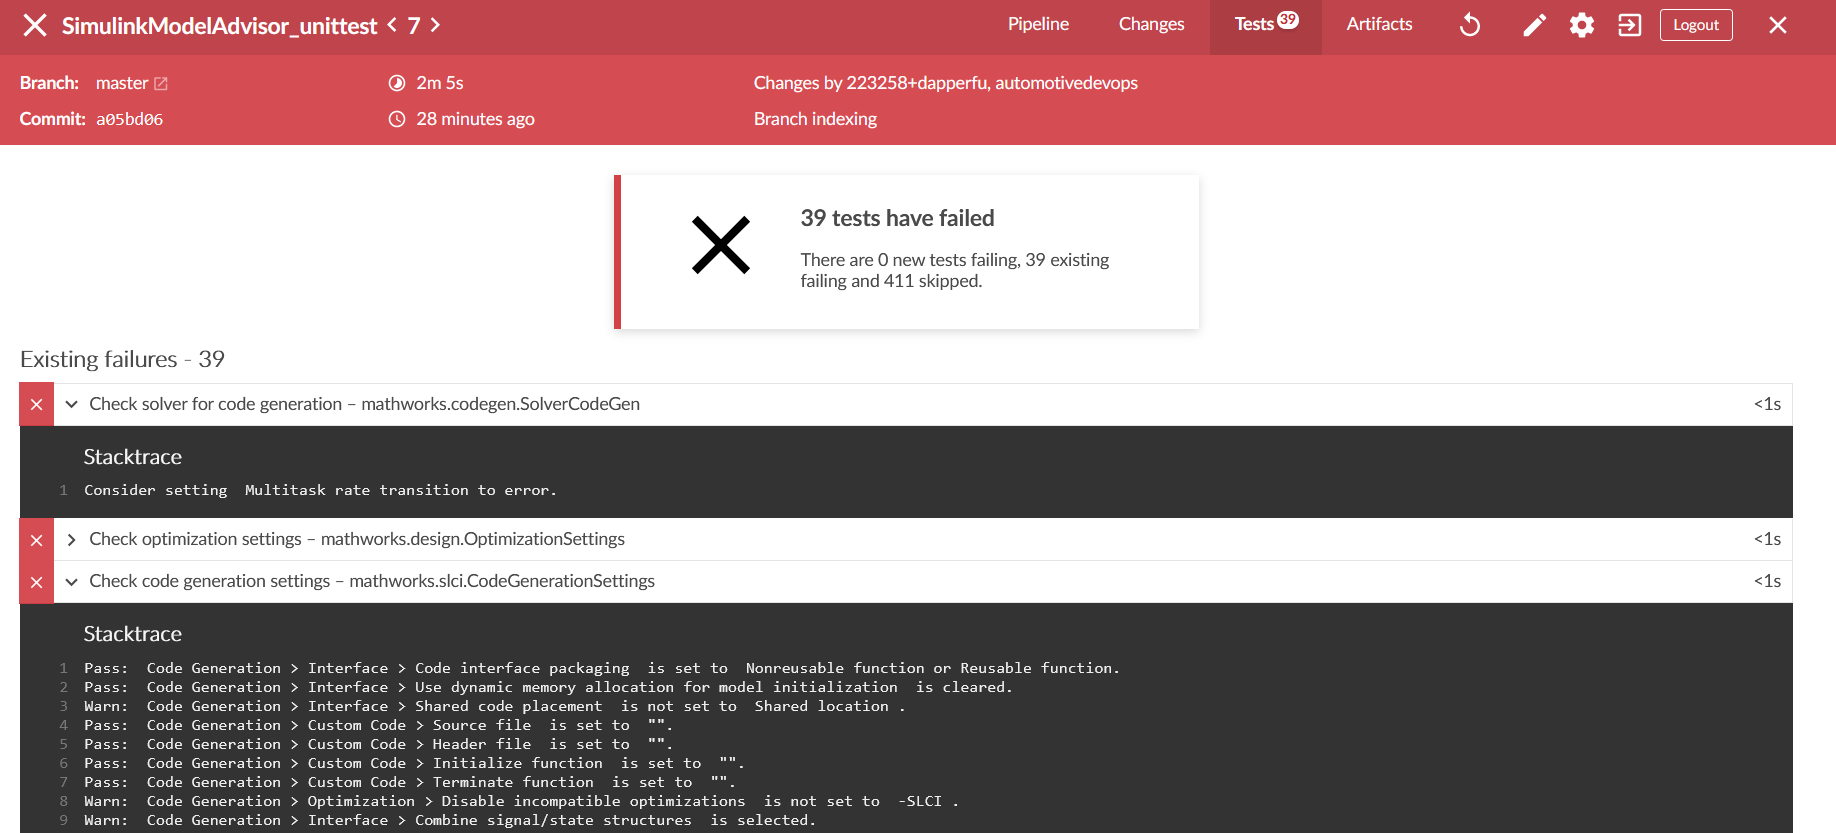 SimulinkModelAdvisor_unittest < 7 >
Pipeline Changes Tests 39 Artifacts Logout
Branch: master 2m 5s Changes by 223258+dapperfu, automotivedevops
Commit: a05bd06 28 minutes ago Branch indexing
39 tests have failed
There are 0 new tests failing, 39 existing
failing and 411 skipped.
Existing failures - 39
Check solver for code generation – mathworks.codegen.SolverCodeGen <1s
Stacktrace
1 Consider setting  Multitask rate transition to error.
Check optimization settings – mathworks.design.OptimizationSettings <1s
Check code generation settings – mathworks.slci.CodeGenerationSettings <1s
Stacktrace
1 Pass:  Code Generation > Interface > Code interface packaging  is set to  Nonreusable function or Reusable function.
2 Pass:  Code Generation > Interface > Use dynamic memory allocation for model initialization  is cleared.
3 Warn:  Code Generation > Interface > Shared code placement  is not set to  Shared location .
4 Pass:  Code Generation > Custom Code > Source file  is set to  "".
5 Pass:  Code Generation > Custom Code > Header file  is set to  "".
6 Pass:  Code Generation > Custom Code > Initialize function  is set to  "".
7 Pass:  Code Generation > Custom Code > Terminate function  is set to  "".
8 Warn:  Code Generation > Optimization > Disable incompatible optimizations  is not set to  -SLCI .
9 Warn:  Code Generation > Interface > Combine signal/state structures  is selected.